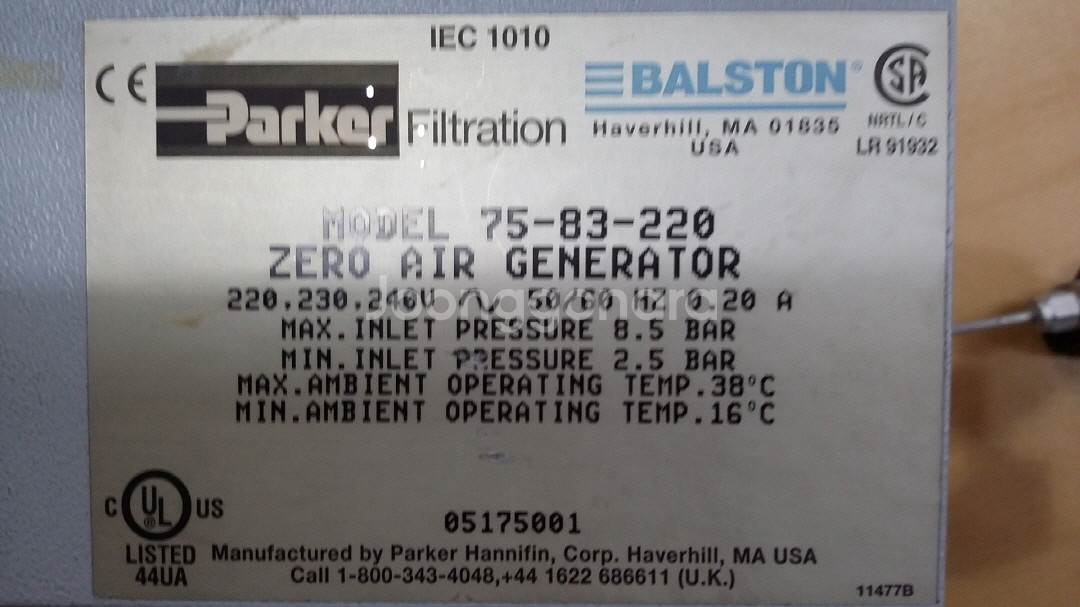 IEC 1010
CE Parker Filtration
BALSTON®
Haverhill, MA 01835
USA
SA
NRTL/C
LR 91932
MODEL 75-83-220
ZERO AIR GENERATOR
220.230.240V ∿ 50/60 HZ 0.20 A
MAX.INLET PRESSURE 8.5 BAR
MIN.INLET PRESSURE 2.5 BAR
MAX.AMBIENT OPERATING TEMP.38°C
MIN.AMBIENT OPERATING TEMP.16°C
Joonggonara
05175001
C UL® US
LISTED
44UA
Manufactured by Parker Hannifin, Corp. Haverhill, MA USA
Call 1-800-343-4048,+44 1622 686611 (U.K.)
11477B